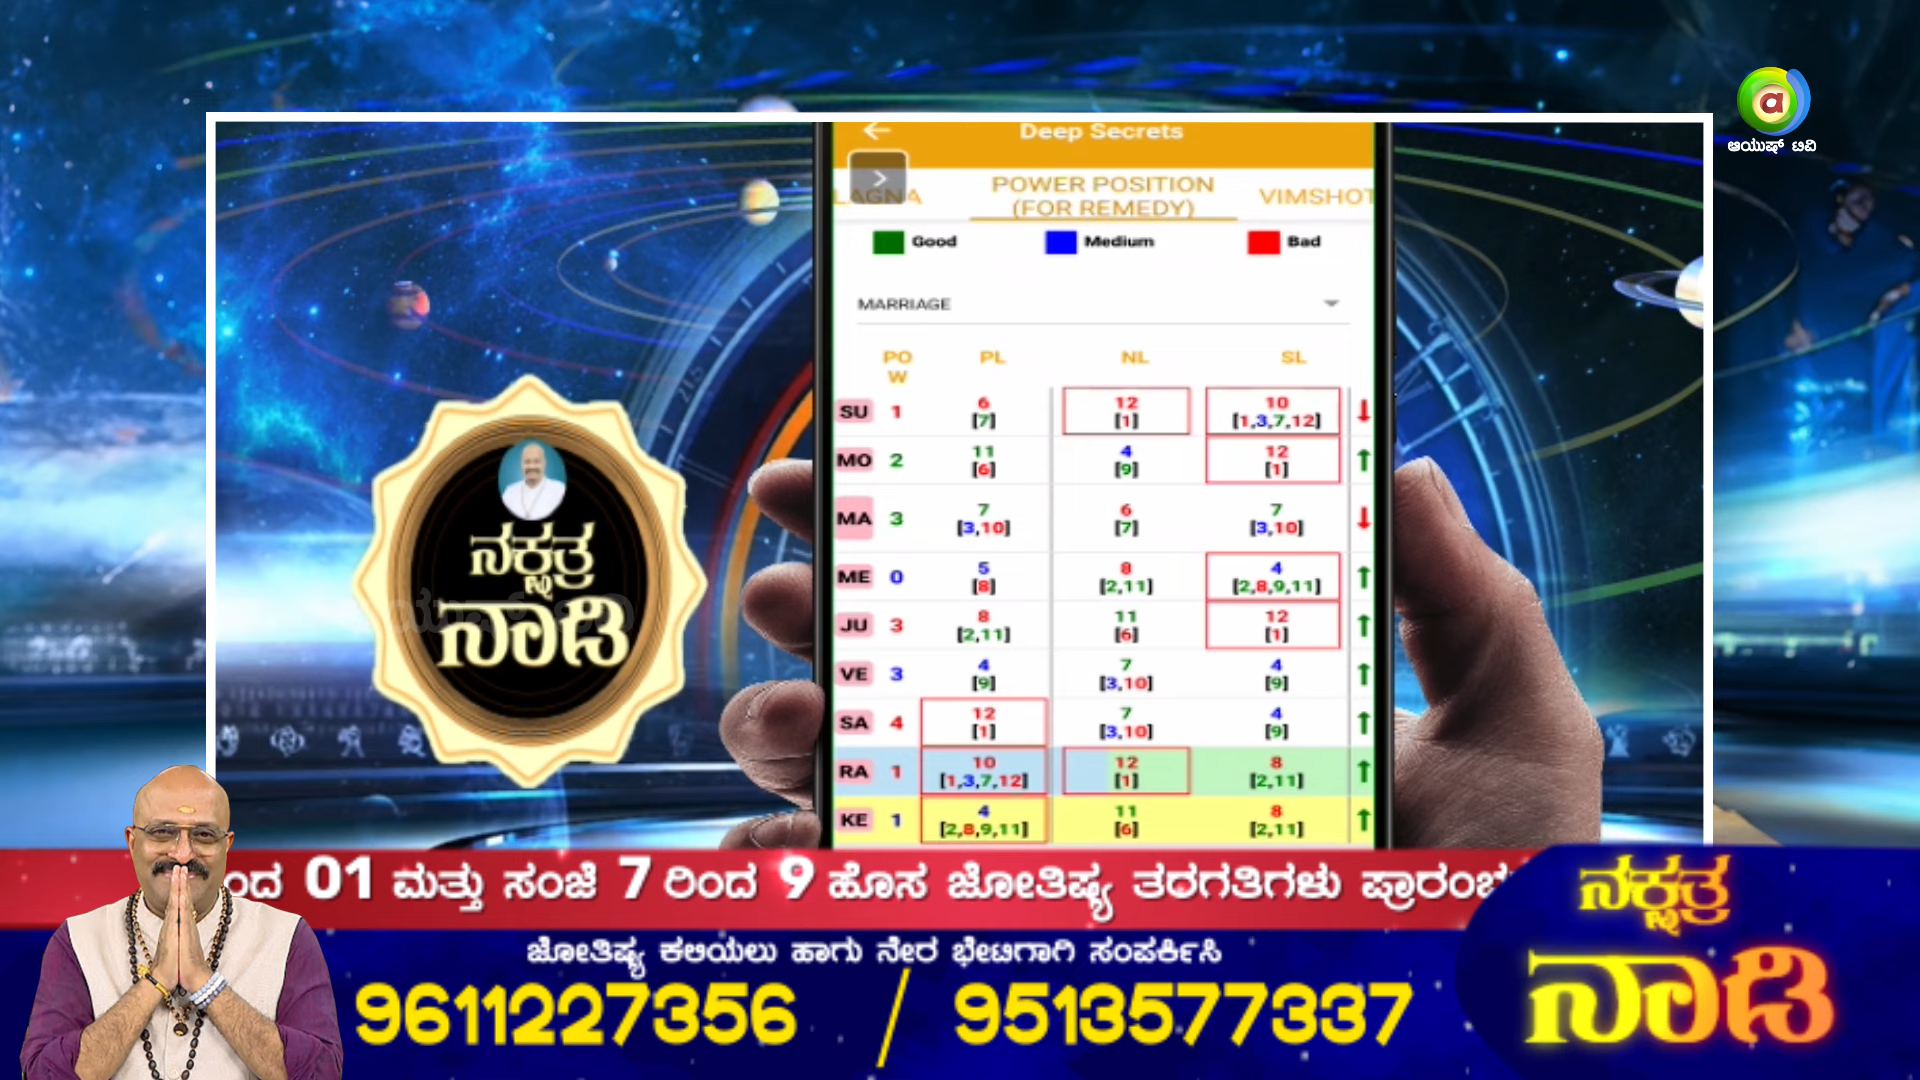 ಆಯುಷ್ ಟಿವಿ
Deep Secrets
LAGNA
POWER POSITION
(FOR REMEDY)
VIMSHOT
Good
Medium
Bad
MARRIAGE
PO
W
PL
NL
SL
SU 1 6 12 10
[7] [1] [1,3,7,12]
MO 2 11 4 12
[6] [9] [1]
MA 3 7 6 7
[3,10] [7] [3,10]
ME 0 5 8 4
[8] [2,11] [2,8,9,11]
JU 3 8 11 12
[2,11] [6] [1]
VE 3 4 7 4
[9] [3,10] [9]
SA 4 12 7 4
[1] [3,10] [9]
RA 1 10 12 8
[1,3,7,12] [1] [2,11]
KE 1 4 11 8
[2,8,9,11] [6] [2,11]
ನಕ್ಷತ್ರ
ನಾಡಿ
ಂದ 01 ಮತ್ತು ಸಂಜೆ 7 ರಿಂದ 9 ಹೊಸ ಜೋತಿಷ್ಯ ತರಗತಿಗಳು ಪ್ರಾರಂಭ
ಜೋತಿಷ್ಯ ಕಲಿಯಲು ಹಾಗು ನೇರ ಭೇಟಿಗಾಗಿ ಸಂಪರ್ಕಿಸಿ
9611227356 / 9513577337
ನಕ್ಷತ್ರ
ನಾಡಿ